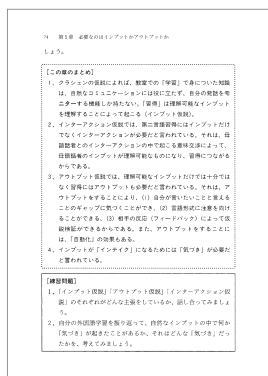 74　第5章　必要なのはインプットかアウトプットか
しょう。
【この章のまとめ】
1．クラシェンの仮説によれば、教室での「学習」で身についた知識
は、自然なコミュニケーションには役に立たず、自分の発話をモ
ニターする機能しか持たない。「習得」は理解可能なインプット
を理解することによって起こる（インプット仮説）。
2．インターアクション仮説では、第二言語習得にはインプットだけ
でなくインターアクションが必要だと言われている。それは、母
語話者とのインターアクションの中で起こる意味交渉によって、
母語話者のインプットが理解可能なものになり、習得につながる
からである。
3．アウトプット仮説では、理解可能なインプットだけでは十分では
なく習得にはアウトプットも必要だと言われている。それは、ア
ウトプットをすることにより、(1) 自分が言いたいことと言える
ことのギャップに気づくことができ、(2) 言語形式に注意を向け
ることができる、(3) 相手の反応（フィードバック）によって仮
説検証ができるからである。また、アウトプットをすることに
は、「自動化」の効果もある。
4．インプットが「インテイク」になるためには「気づき」が必要だ
と言われている。
【練習問題】
1．「インプット仮説」「アウトプット仮説」「インターアクション仮
説」のそれぞれがどんな主張をしているか、話し合ってみましょ
う。
2．自分の外国語学習を振り返って、自然なインプットの中で何か
「気づき」が起きたことがあるか、それはどんな「気づき」だっ
たかを、考えてみましょう。